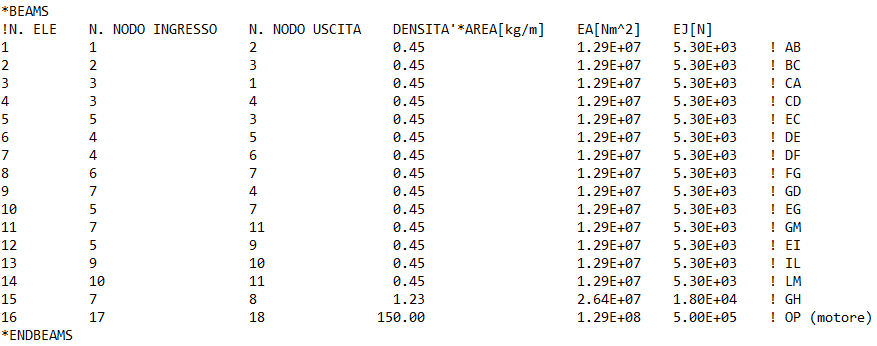 *BEAMS
!N. ELE    N. NODO INGRESSO    N. NODO USCITA    DENSITA'*AREA[kg/m]    EA[Nm^2]    EJ[N]
1    1    2    0.45    1.29E+07    5.30E+03    ! AB
2    2    3    0.45    1.29E+07    5.30E+03    ! BC
3    3    1    0.45    1.29E+07    5.30E+03    ! CA
4    3    4    0.45    1.29E+07    5.30E+03    ! CD
5    5    3    0.45    1.29E+07    5.30E+03    ! EC
6    4    5    0.45    1.29E+07    5.30E+03    ! DE
7    4    6    0.45    1.29E+07    5.30E+03    ! DF
8    6    7    0.45    1.29E+07    5.30E+03    ! FG
9    7    4    0.45    1.29E+07    5.30E+03    ! GD
10    5    7    0.45    1.29E+07    5.30E+03    ! EG
11    7    11    0.45    1.29E+07    5.30E+03    ! GM
12    5    9    0.45    1.29E+07    5.30E+03    ! EI
13    9    10    0.45    1.29E+07    5.30E+03    ! IL
14    10    11    0.45    1.29E+07    5.30E+03    ! LM
15    7    8    1.23    2.64E+07    1.80E+04    ! GH
16    17    18    150.00    1.29E+08    5.00E+05    ! OP (motore)
*ENDBEAMS